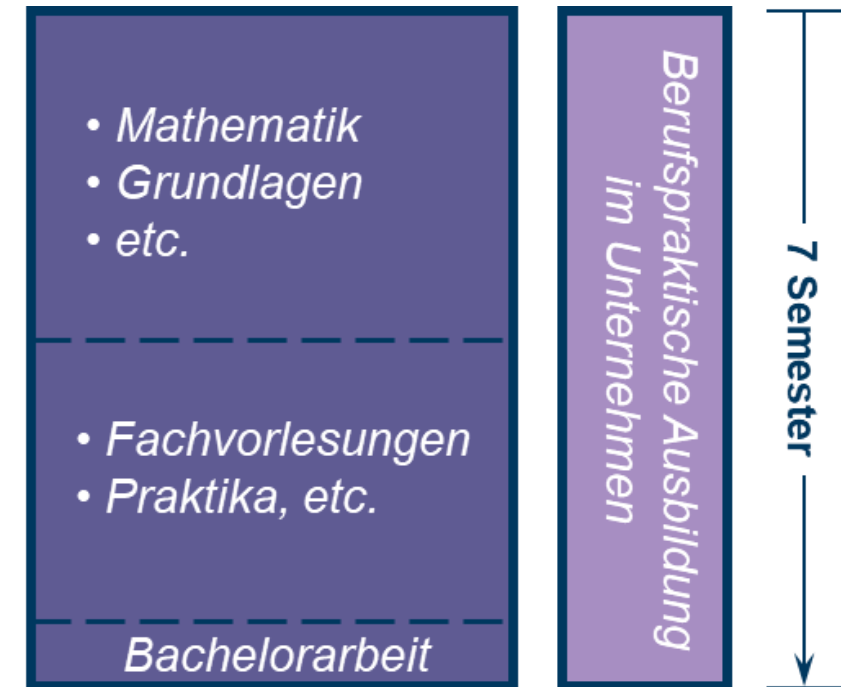 • Mathematik
• Grundlagen
• etc.
• Fachvorlesungen
• Praktika, etc.
Bachelorarbeit
Berufspraktische Ausbildung
im Unternehmen
7 Semester